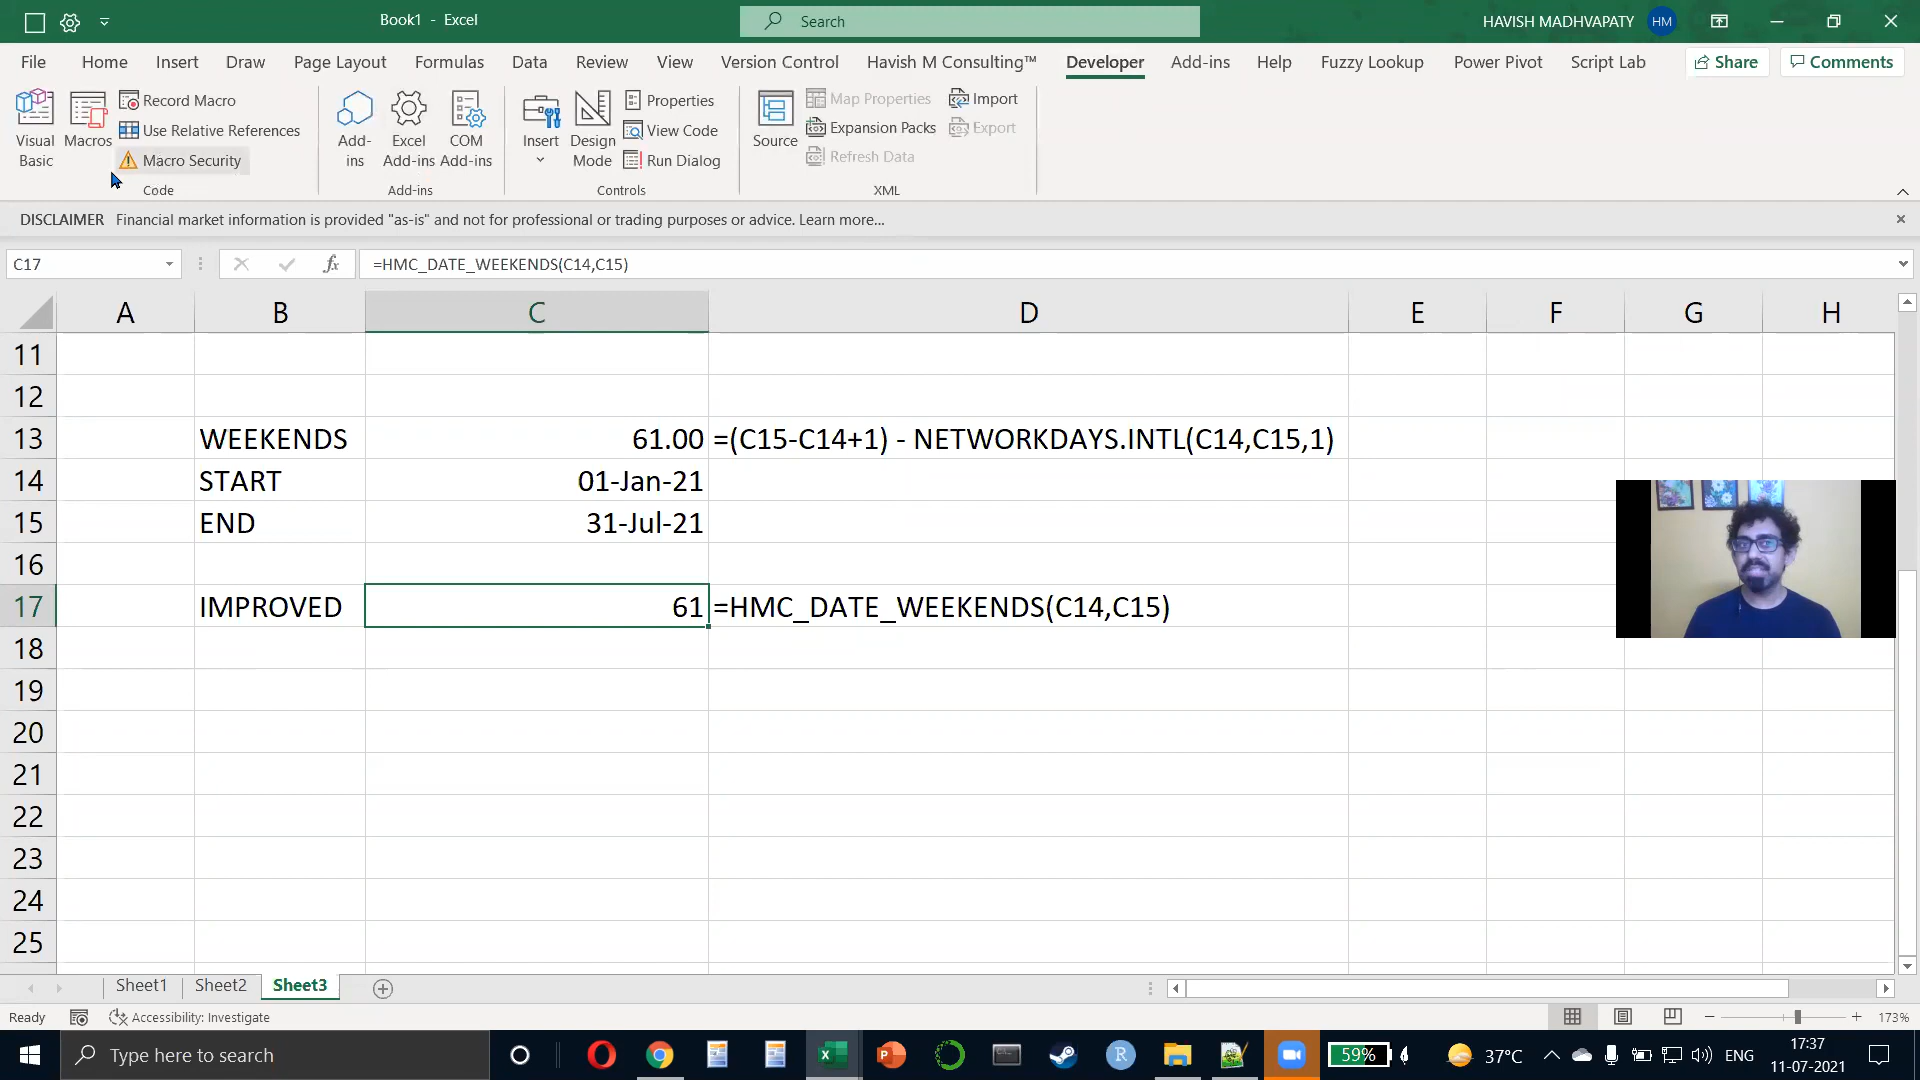 Book1 - Excel
Search
HAVISH MADHVAPATY HM
File Home Insert Draw Page Layout Formulas Data Review View Version Control Havish M Consulting™ Developer Add-ins Help Fuzzy Lookup Power Pivot Script Lab Share Comments
Visual Basic
Macros
Record Macro
Use Relative References
Macro Security
Code
Add-ins
Excel Add-ins
COM Add-ins
Add-ins
Insert
Design Mode
Properties
View Code
Run Dialog
Controls
Source
Map Properties
Expansion Packs
Refresh Data
Import
Export
XML
DISCLAIMER Financial market information is provided "as-is" and not for professional or trading purposes or advice. Learn more...
C17 fx =HMC_DATE_WEEKENDS(C14,C15)
A B C D E F G H
11
12
13 WEEKENDS 61.00 =(C15-C14+1) - NETWORKDAYS.INTL(C14,C15,1)
14 START 01-Jan-21
15 END 31-Jul-21
16
17 IMPROVED 61 =HMC_DATE_WEEKENDS(C14,C15)
18
19
20
21
22
23
24
25
Sheet1 Sheet2 Sheet3
Ready Accessibility: Investigate 173%
Type here to search 59% 37°C ENG 17:37
11-07-2021